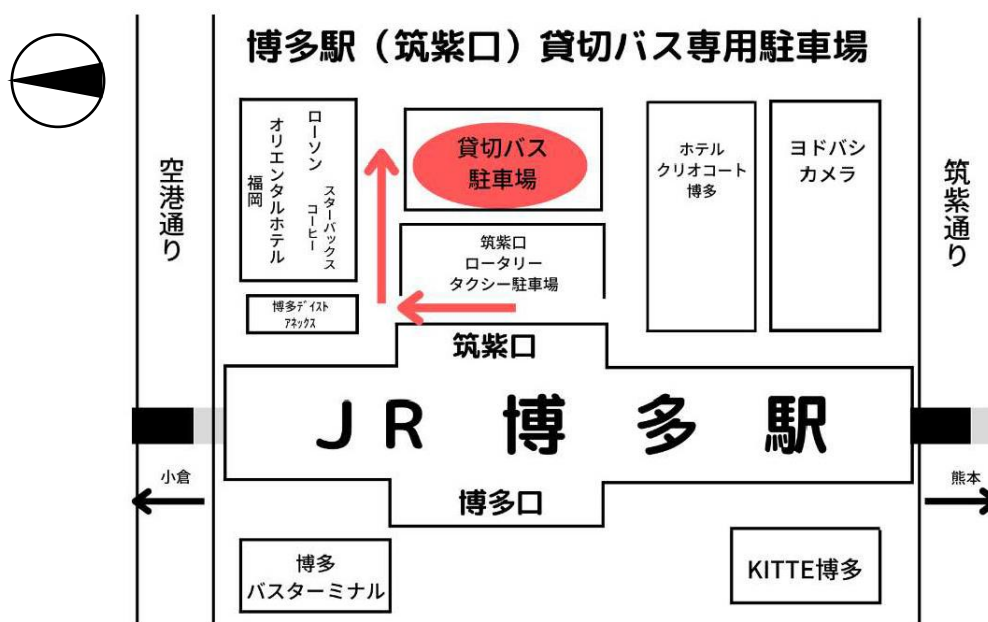 博多駅（筑紫口）貸切バス専用駐車場
空港通り
ローソン
スターバックス
コーヒー
オリエンタルホテル
福岡
貸切バス
駐車場
ホテル
クリオコート
博多
ヨドバシ
カメラ
筑紫通り
筑紫口
ロータリー
タクシー駐車場
博多ﾃﾞｲｽﾄ
ｱﾈｯｸｽ
筑紫口
JR 博多駅
小倉
熊本
博多口
博多
バスターミナル
KITTE博多